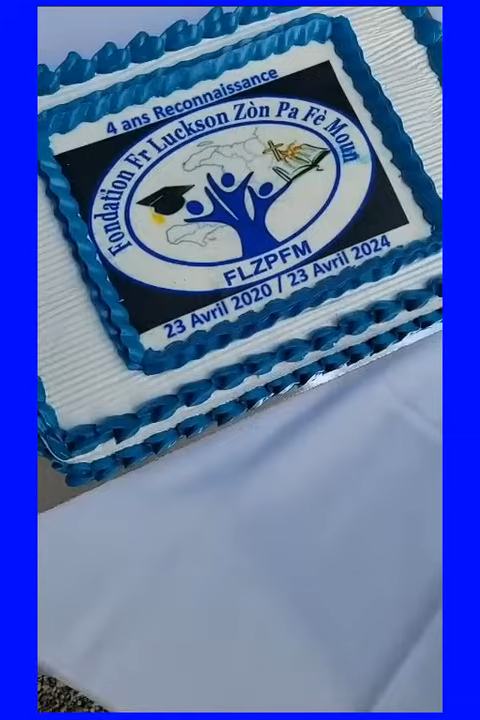 4 ans Reconnaissance
Fondation Fr Luckson Zòn Pa Fè Moun
FLZPFM
23 Avril 2020 / 23 Avril 2024